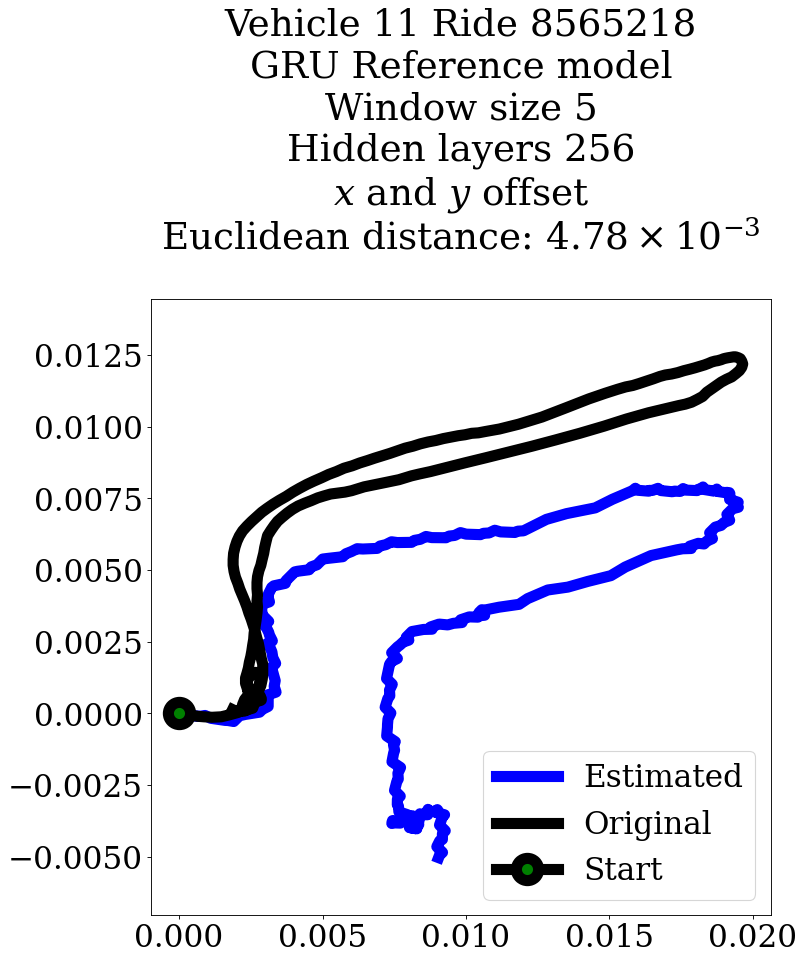 Vehicle 11 Ride 8565218
GRU Reference model
Window size 5
Hidden layers 256
x and y offset
Euclidean distance: 4.78 × 10⁻³
0.0125
0.0100
0.0075
0.0050
0.0025
0.0000
−0.0025
−0.0050
Estimated
Original
Start
0.000 0.005 0.010 0.015 0.020